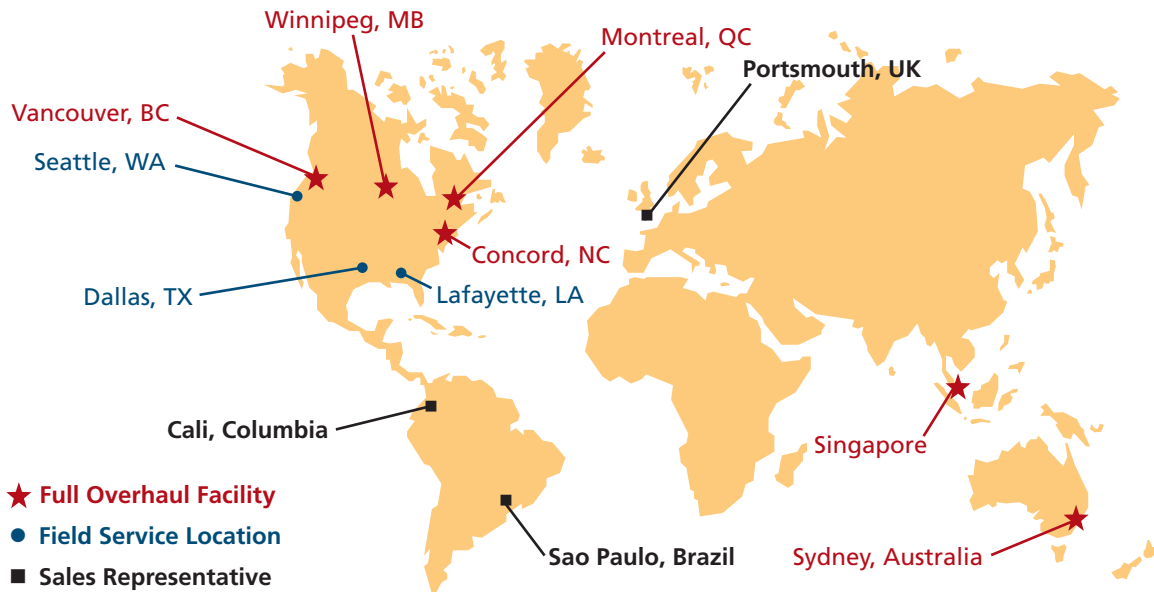 Winnipeg, MB
Montreal, QC
Portsmouth, UK
Vancouver, BC
Seattle, WA
Concord, NC
Dallas, TX
Lafayette, LA
Cali, Columbia
Singapore
Full Overhaul Facility
Field Service Location
Sao Paulo, Brazil
Sydney, Australia
Sales Representative